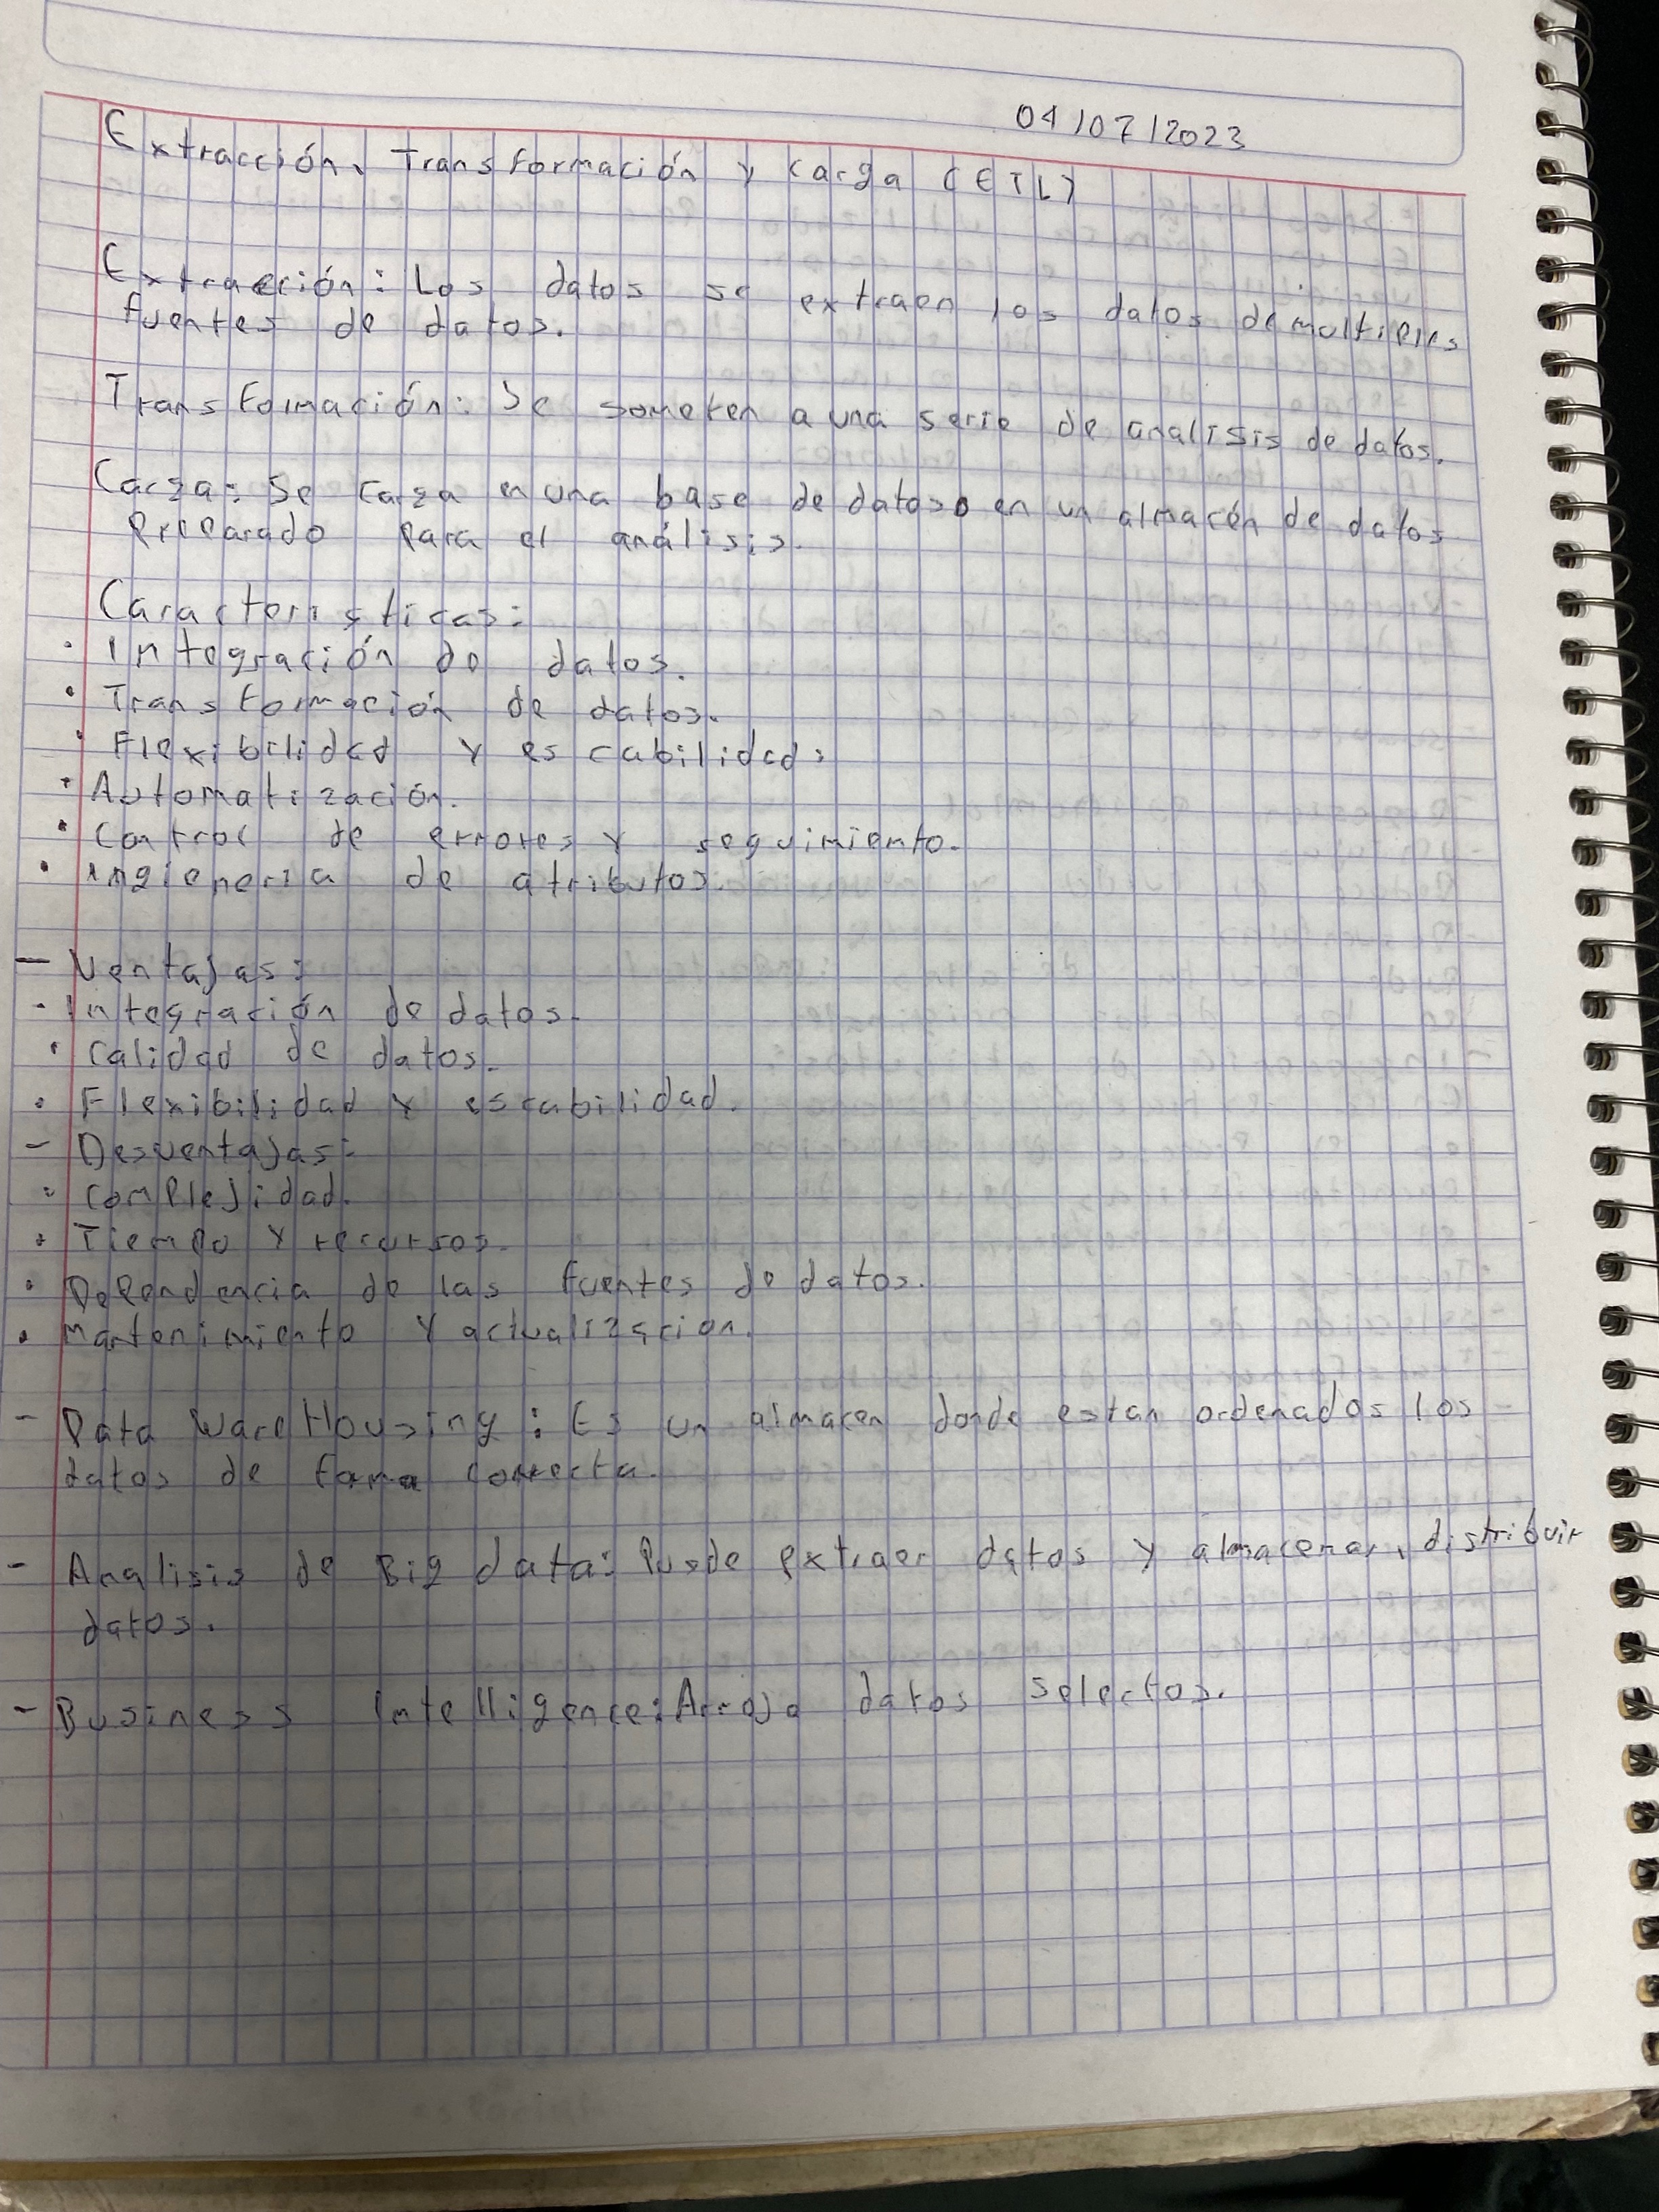 04/07/2023
Extracción, Transformación y carga (ETL)
Extracción: Los datos se extraen los datos de multiples
fuentes de datos.
Transformación: Se someten a una serie de analisis de datos.
Carga: Se carga en una base de datos o en un almacén de datos
preparado para el análisis.
Caracteristicas:
· Integración de datos.
· Transformación de datos.
· Flexibilidad y escabilidad:
· Automatización.
· Control de errores y seguimiento.
· ingieneria de atributos.
- Ventajas:
· Integración de datos.
· Calidad de datos.
· Flexibilidad y escabilidad.
- Desventajas:
· Complejidad.
· Tiempo y recursos.
· Dependencia de las fuentes de datos.
· Mantenimiento y actualizacion.
- Data WareHousing: Es un almacen donde estan ordenados los
datos de forma correcta.
- Analisis de Big data: Puede extraer datos y almacenar, distribuir
datos.
- Business Intelligence: Arroja datos selectos.